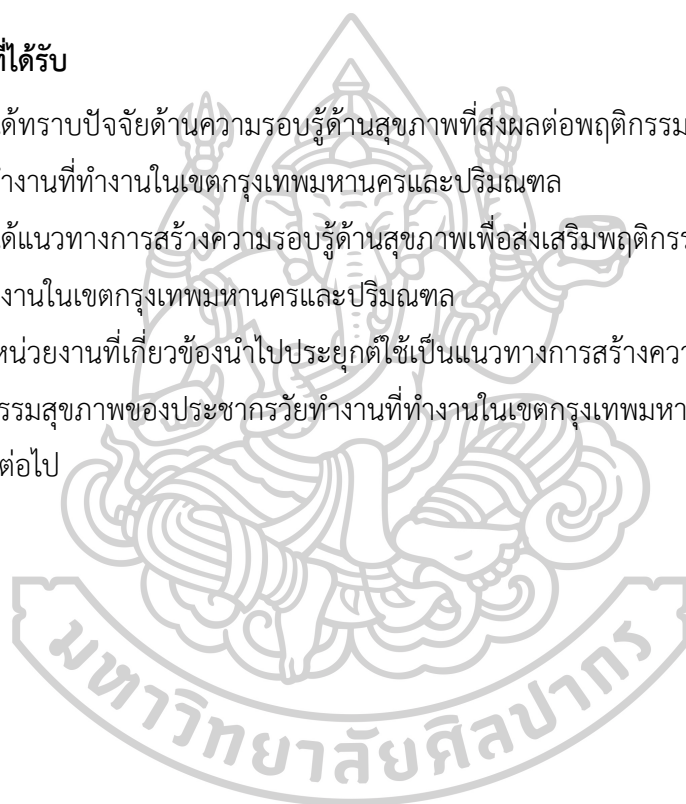 ที่ได้รับ
ด้ทราบปัจจัยด้านความรอบรู้ด้านสุขภาพที่ส่งผลต่อพฤติกรรม
ทำงานที่ทำงานในเขตกรุงเทพมหานครและปริมณฑล
ด้แนวทางการสร้างความรอบรู้ด้านสุขภาพเพื่อส่งเสริมพฤติกรร
งานในเขตกรุงเทพมหานครและปริมณฑล
หน่วยงานที่เกี่ยวข้องนำไปประยุกต์ใช้เป็นแนวทางการสร้างควา
รรมสุขภาพของประชากรวัยทำงานที่ทำงานในเขตกรุงเทพมหา
ต่อไป
มหาวิทยาลัยศิลปากร